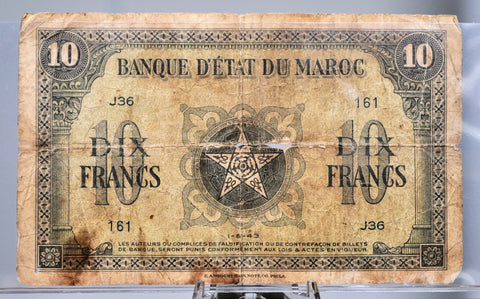 10 10
BANQUE D'ÉTAT DU MAROC
J36 161
10 10
DIX DIX
FRANCS FRANCS
161 J36
1-5-43
LES AUTEURS OU COMPLICES DE FALSIFICATION OU DE CONTREFAÇON DE BILLETS
DE BANQUE, SERONT PUNIS CONFORMÉMENT AUX LOIS & ACTES EN VIGUEUR.